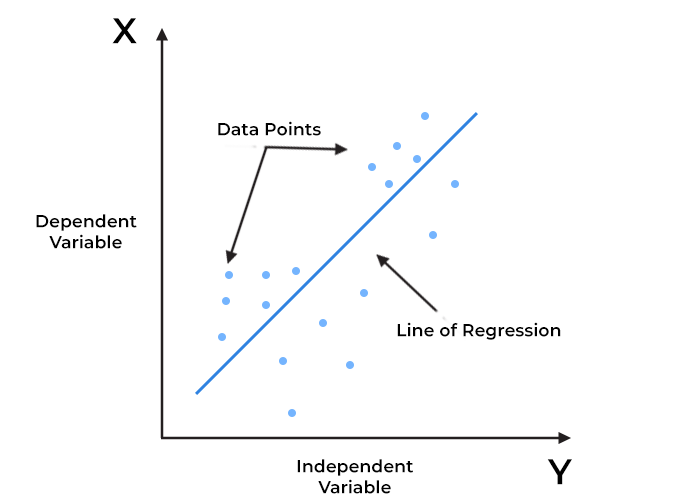 X
Data Points
Dependent
Variable
Line of Regression
Independent
Variable
Y